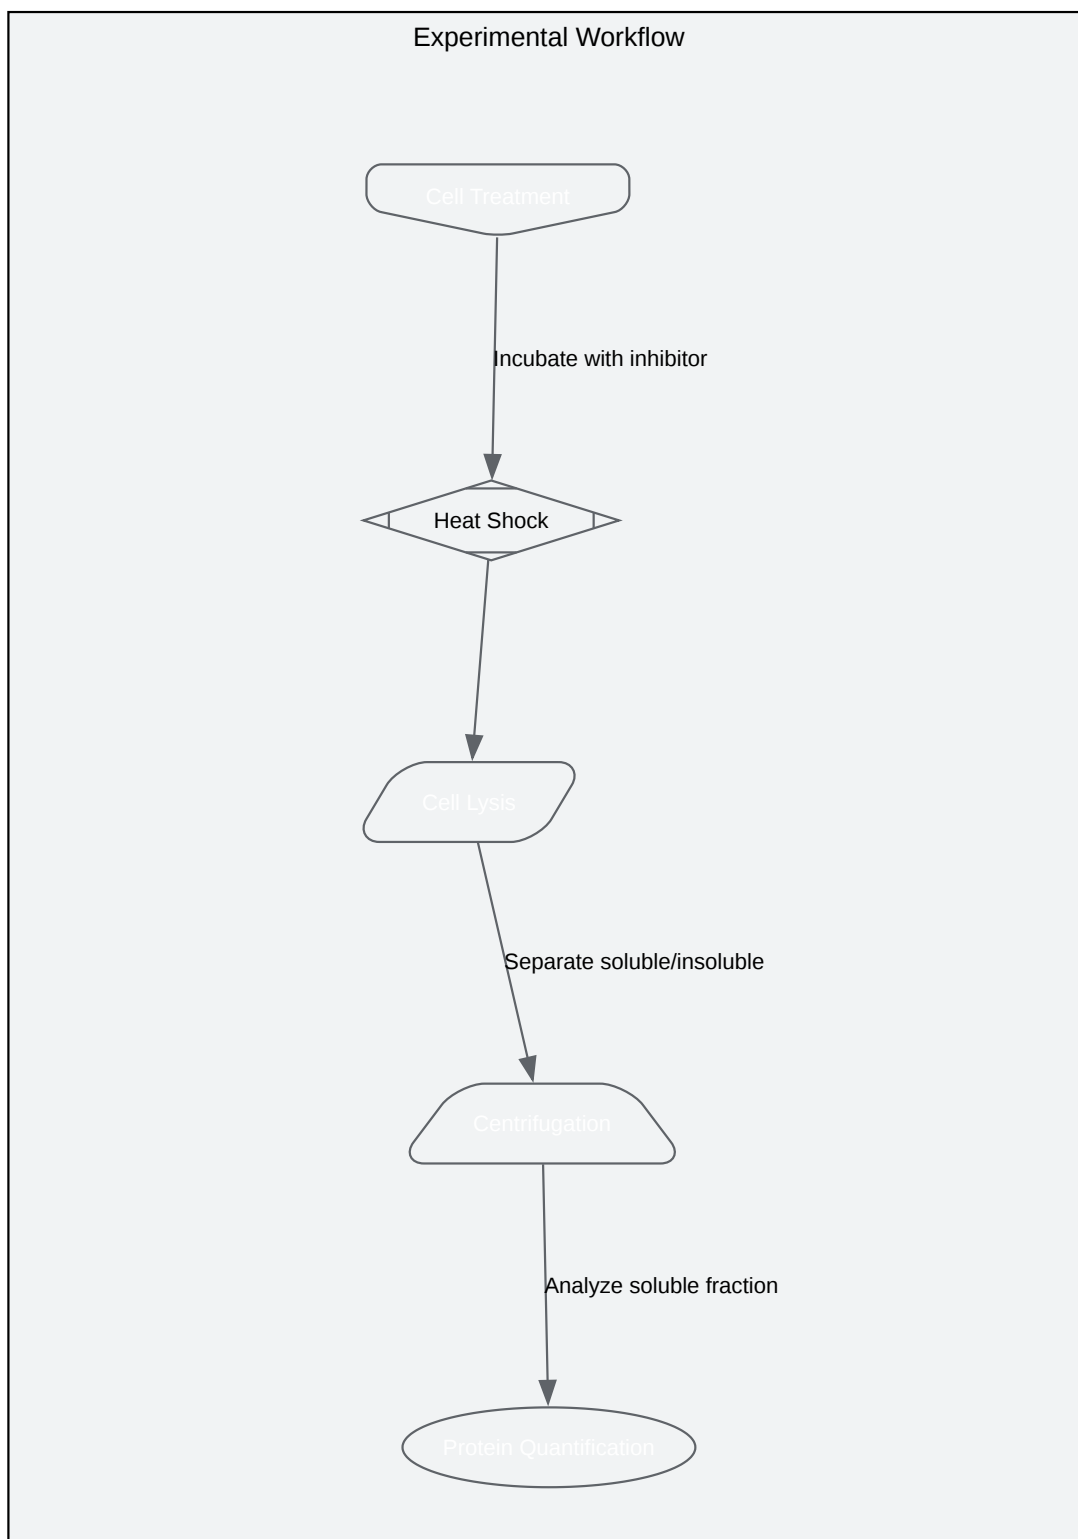 Experimental Workflow
Cell Treatment
Incubate with inhibitor
Heat Shock
Cell Lysis
Separate soluble/insoluble
Centrifugation
Analyze soluble fraction
Protein Quantification